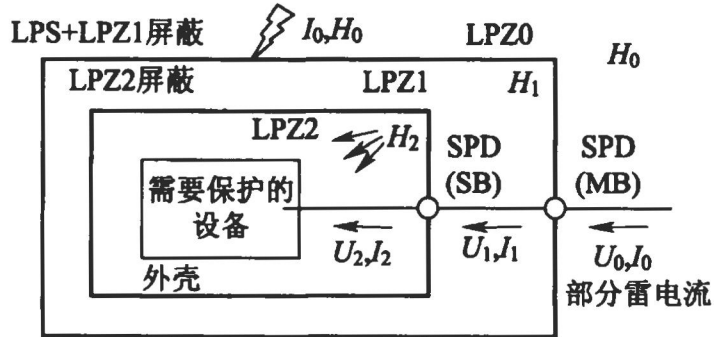 LPS+LPZ1屏蔽
I₀,H₀
LPZ0
H₀
LPZ2屏蔽
LPZ1
H₁
LPZ2
H₂
SPD
(SB)
SPD
(MB)
需要保护的
设备
U₂,I₂
U₁,I₁
U₀,I₀
外壳
部分雷电流